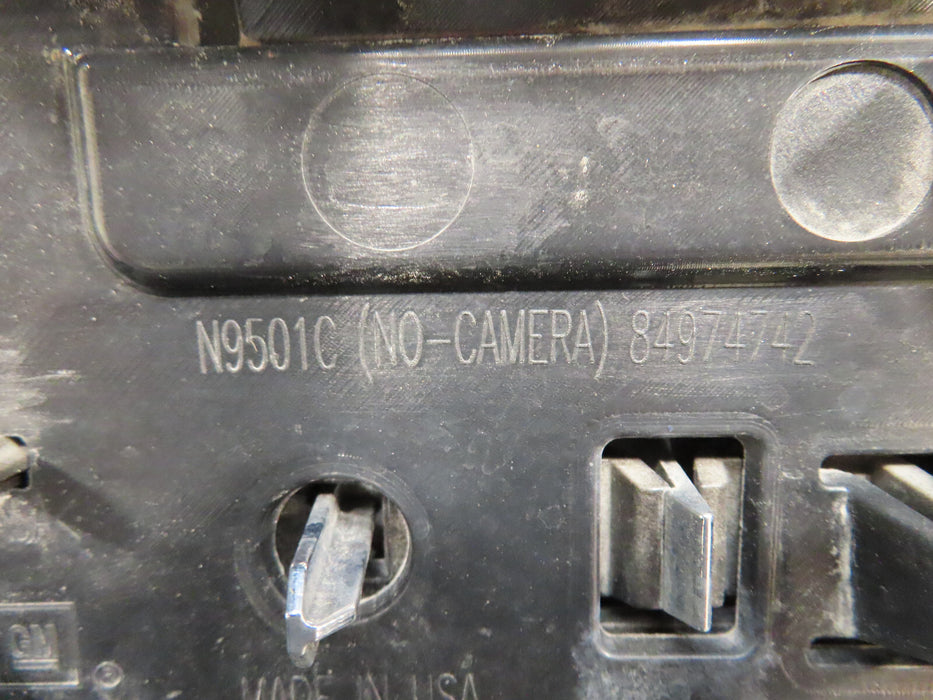 N9501C (NO-CAMERA) 84974742
GM
©
MADE IN USA